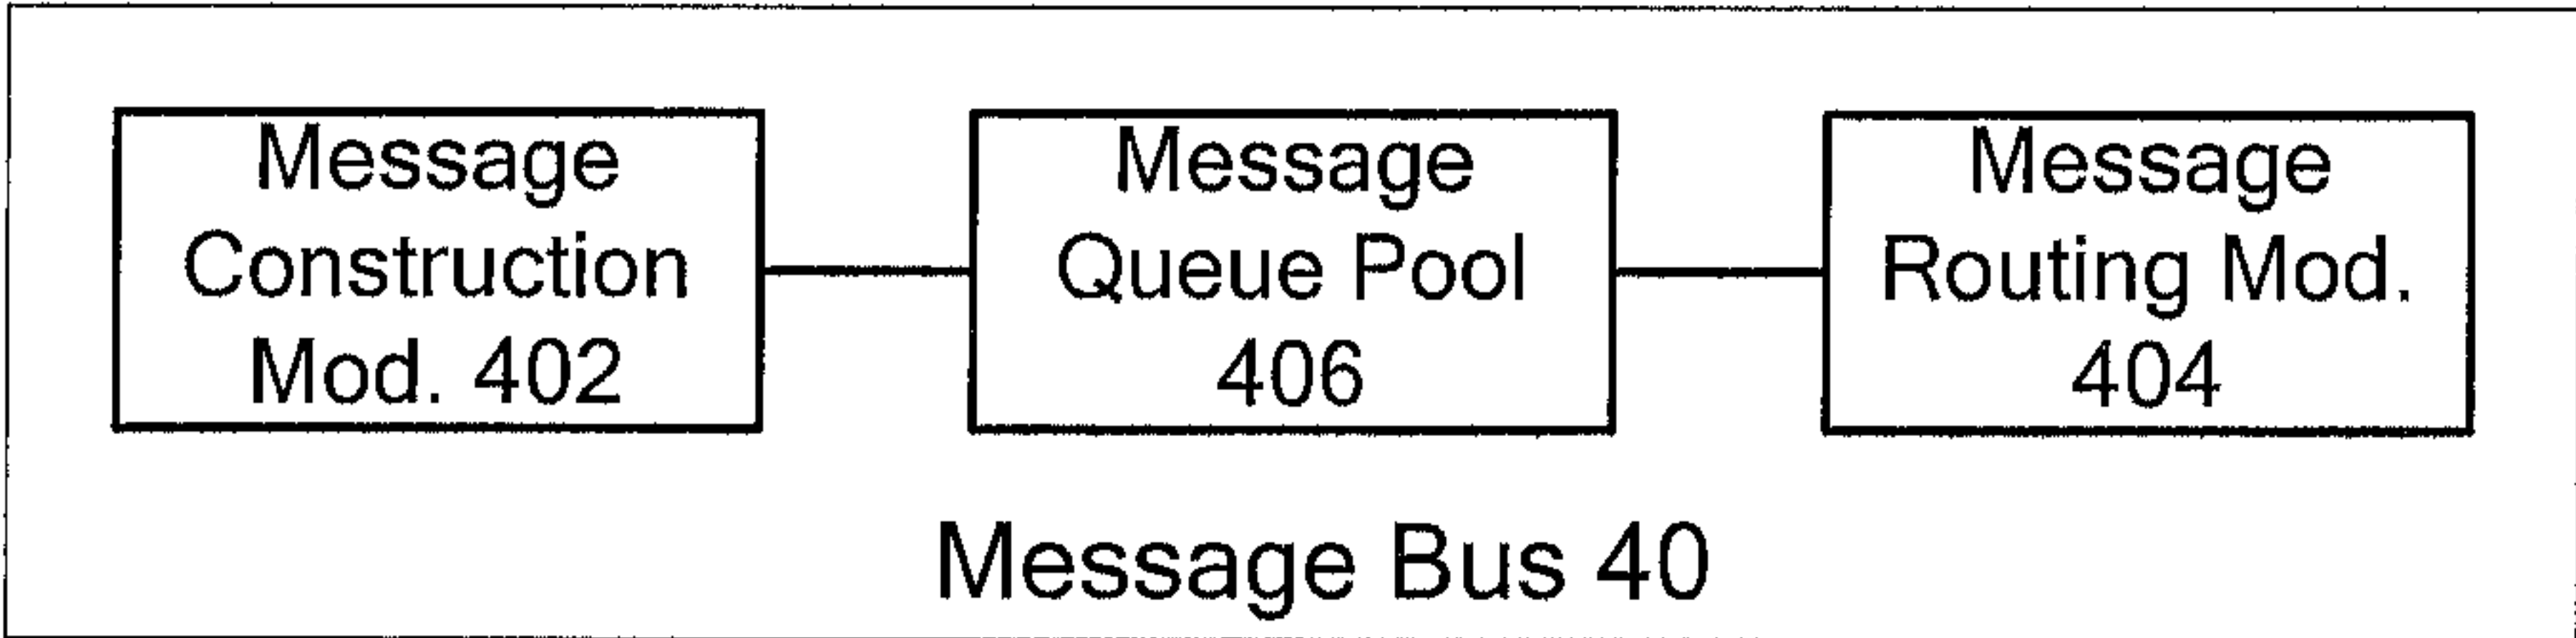 Message
Construction
Mod. 402
Message
Queue Pool
406
Message
Routing Mod.
404
Message Bus 40